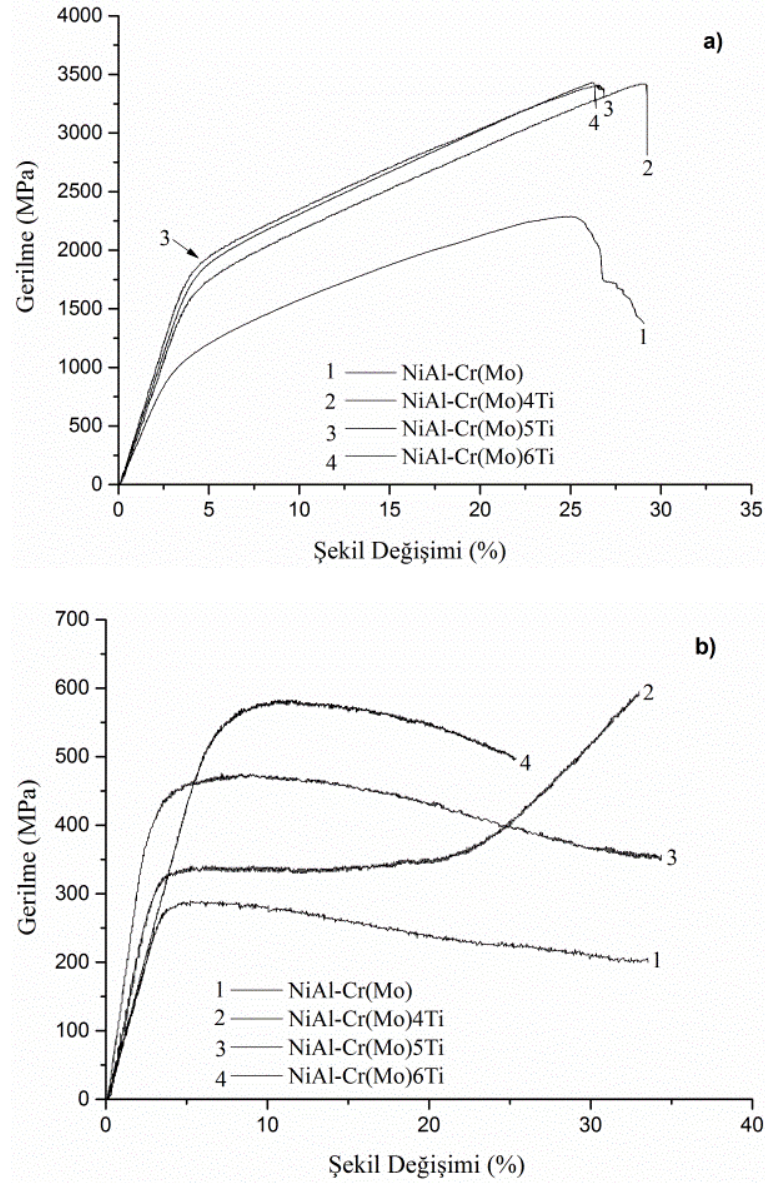 a)
4000
3500
3000
2500
2000
1500
1000
500
0
Gerilme (MPa)
3
4
3
2
1
1 NiAl-Cr(Mo)
2 NiAl-Cr(Mo)4Ti
3 NiAl-Cr(Mo)5Ti
4 NiAl-Cr(Mo)6Ti
0 5 10 15 20 25 30 35
Şekil Değişimi (%)
b)
700
600
500
400
300
200
100
0
Gerilme (MPa)
2
4
3
1
1 NiAl-Cr(Mo)
2 NiAl-Cr(Mo)4Ti
3 NiAl-Cr(Mo)5Ti
4 NiAl-Cr(Mo)6Ti
0 10 20 30 40
Şekil Değişimi (%)